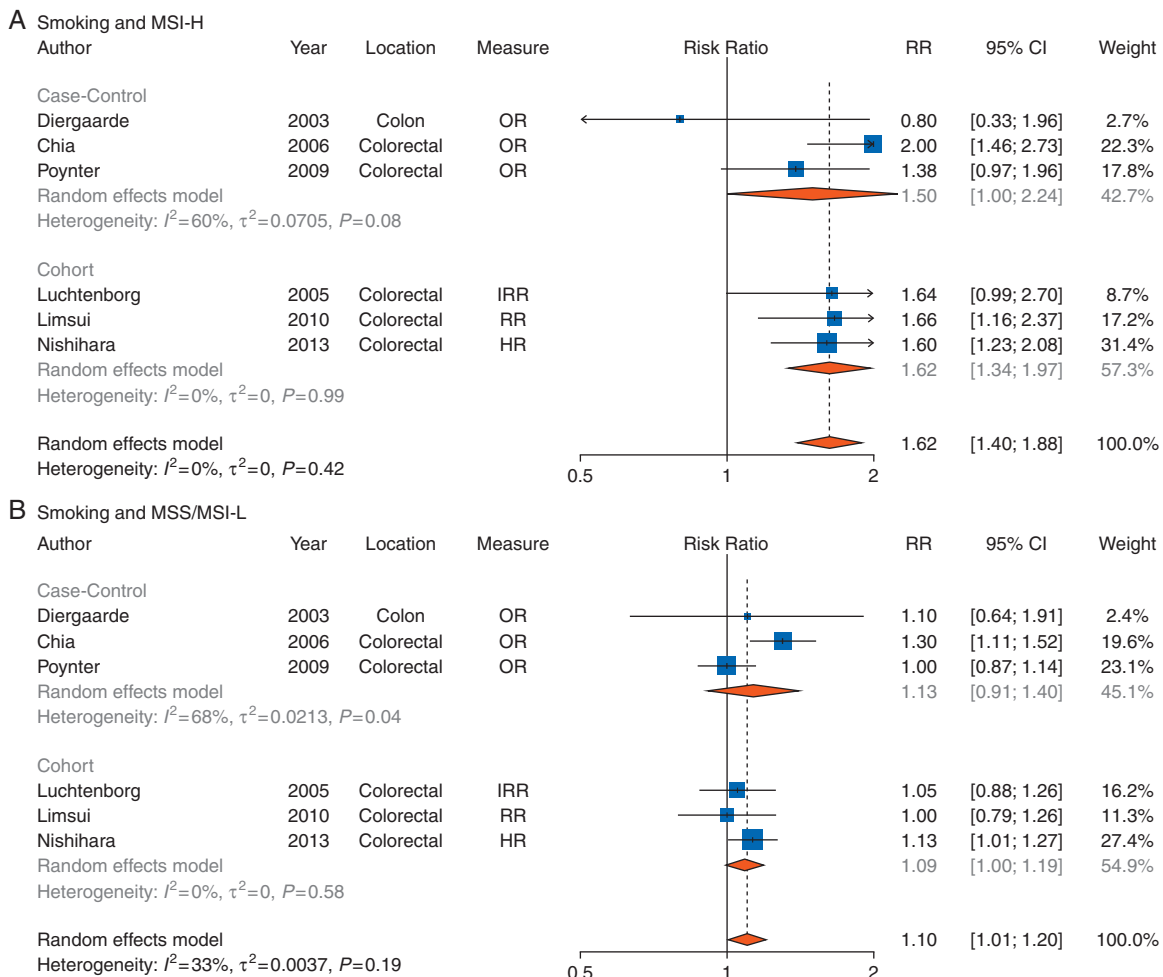 A Smoking and MSI-H
Author Year Location Measure Risk Ratio RR 95% CI Weight
Case-Control
Diergaarde 2003 Colon OR 0.80 [0.33; 1.96] 2.7%
Chia 2006 Colorectal OR 2.00 [1.46; 2.73] 22.3%
Poynter 2009 Colorectal OR 1.38 [0.97; 1.96] 17.8%
Random effects model 1.50 [1.00; 2.24] 42.7%
Heterogeneity: I²=60%, τ²=0.0705, P=0.08
Cohort
Luchtenborg 2005 Colorectal IRR 1.64 [0.99; 2.70] 8.7%
Limsui 2010 Colorectal RR 1.66 [1.16; 2.37] 17.2%
Nishihara 2013 Colorectal HR 1.60 [1.23; 2.08] 31.4%
Random effects model 1.62 [1.34; 1.97] 57.3%
Heterogeneity: I²=0%, τ²=0, P=0.99
Random effects model 1.62 [1.40; 1.88] 100.0%
Heterogeneity: I²=0%, τ²=0, P=0.42
0.5 1 2
B Smoking and MSS/MSI-L
Author Year Location Measure Risk Ratio RR 95% CI Weight
Case-Control
Diergaarde 2003 Colon OR 1.10 [0.64; 1.91] 2.4%
Chia 2006 Colorectal OR 1.30 [1.11; 1.52] 19.6%
Poynter 2009 Colorectal OR 1.00 [0.87; 1.14] 23.1%
Random effects model 1.13 [0.91; 1.40] 45.1%
Heterogeneity: I²=68%, τ²=0.0213, P=0.04
Cohort
Luchtenborg 2005 Colorectal IRR 1.05 [0.88; 1.26] 16.2%
Limsui 2010 Colorectal RR 1.00 [0.79; 1.26] 11.3%
Nishihara 2013 Colorectal HR 1.13 [1.01; 1.27] 27.4%
Random effects model 1.09 [1.00; 1.19] 54.9%
Heterogeneity: I²=0%, τ²=0, P=0.58
Random effects model 1.10 [1.01; 1.20] 100.0%
Heterogeneity: I²=33%, τ²=0.0037, P=0.19
0.5 1 2